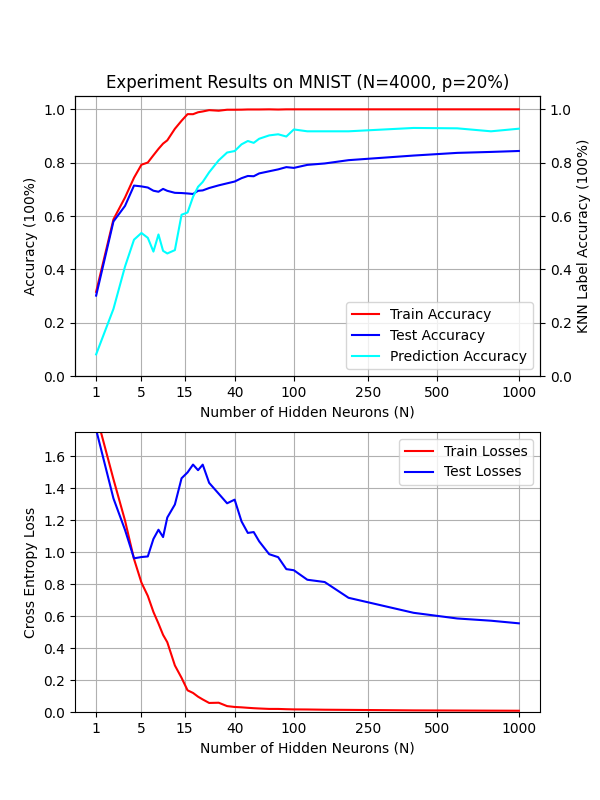 Experiment Results on MNIST (N=4000, p=20%)
1.0
0.8
0.6
0.4
0.2
0.0
Accuracy (100%)
1.0
0.8
0.6
0.4
0.2
0.0
KNN Label Accuracy (100%)
Train Accuracy
Test Accuracy
Prediction Accuracy
1 5 15 40 100 250 500 1000
Number of Hidden Neurons (N)
1.6
1.4
1.2
1.0
0.8
0.6
0.4
0.2
0.0
Cross Entropy Loss
Train Losses
Test Losses
1 5 15 40 100 250 500 1000
Number of Hidden Neurons (N)